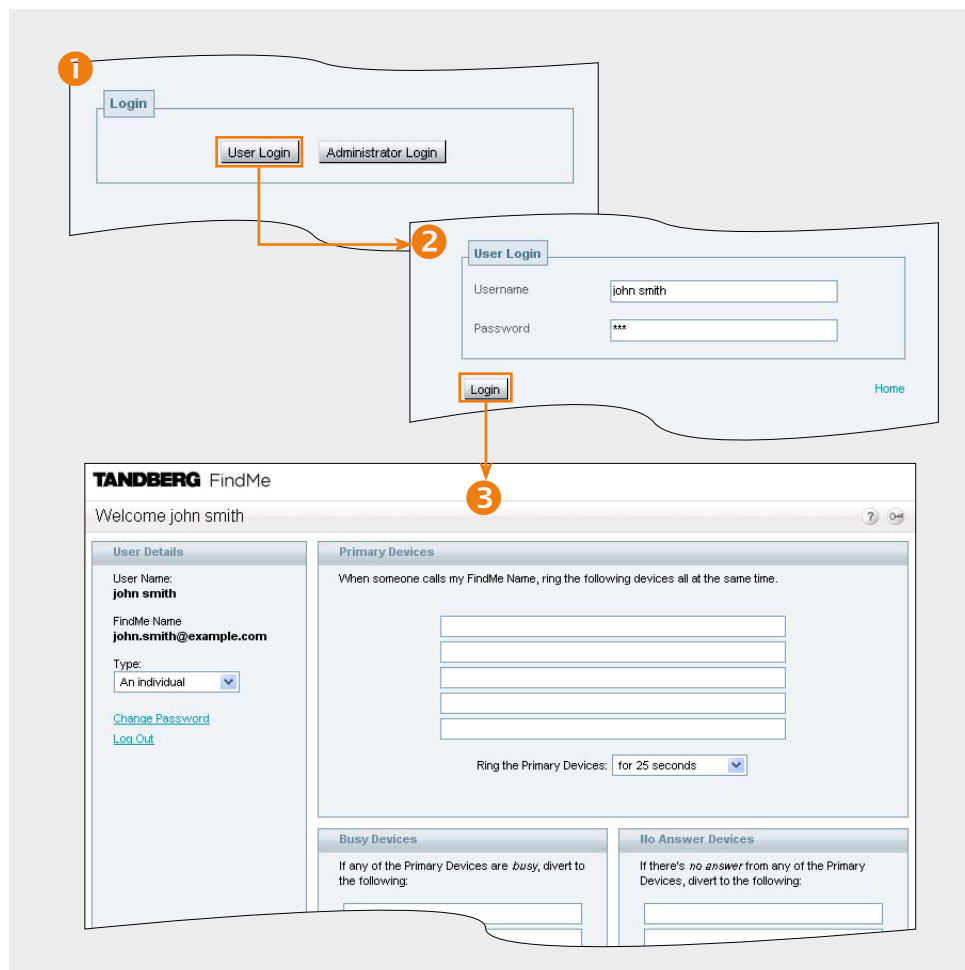 1
Login
User Login Administrator Login
2
User Login
Username john smith
Password ***
Login Home
3
TANDBERG FindMe
Welcome john smith
?
User Details
User Name:
john smith
FindMe Name
john.smith@example.com
Type:
An individual
Change Password
Log Out
Primary Devices
When someone calls my FindMe Name, ring the following devices all at the same time.
Ring the Primary Devices: for 25 seconds
Busy Devices
If any of the Primary Devices are busy, divert to
the following:
No Answer Devices
If there's no answer from any of the Primary
Devices, divert to the following: